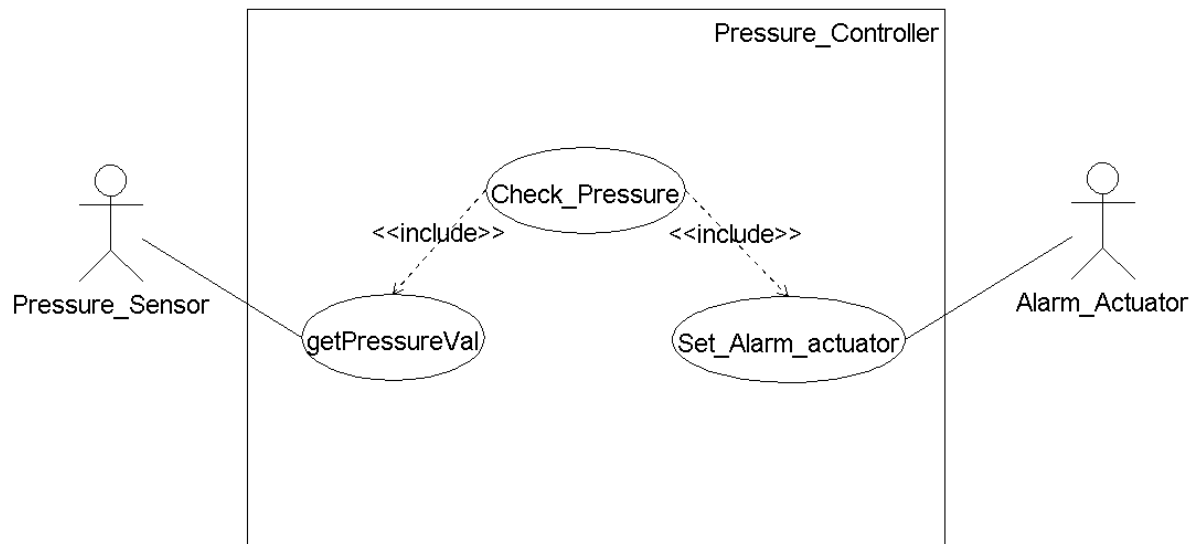 Pressure_Controller
Check_Pressure
<<include>>
<<include>>
Pressure_Sensor
Alarm_Actuator
getPressureVal
Set_Alarm_actuator